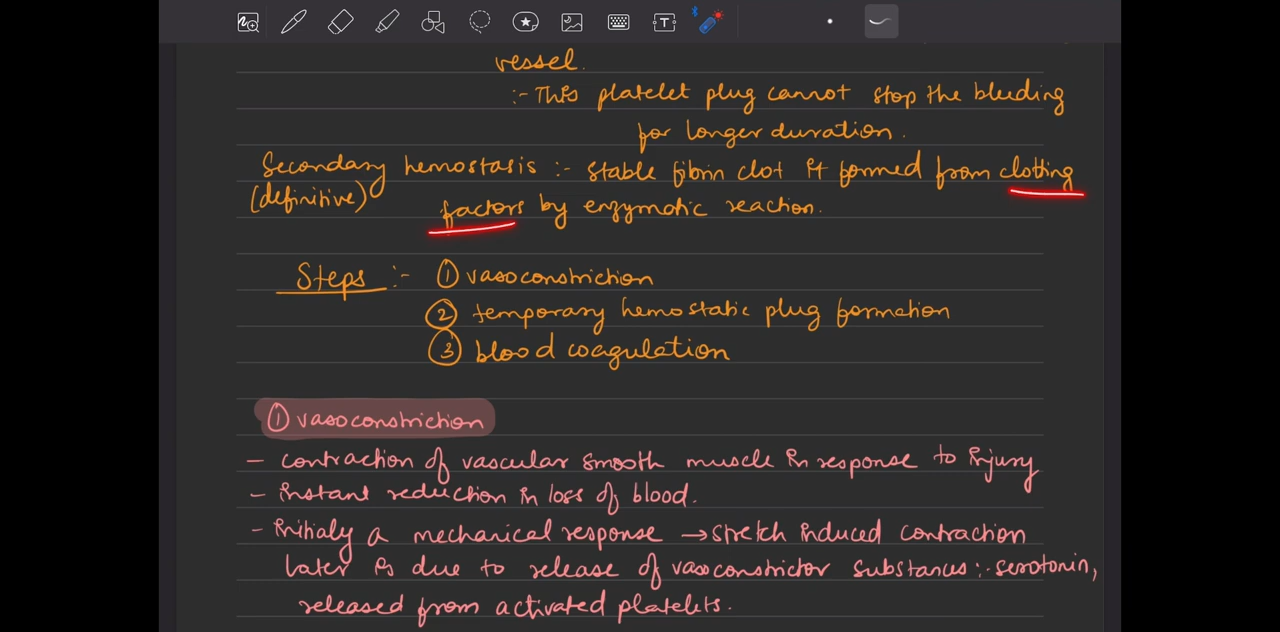 vessel.
:- This platelet plug cannot stop the bleeding
for longer duration.
Secondary hemostasis :- stable fibrin clot it formed from clotting
(definitive) factors by enzymatic reaction.
Steps :- ① vasoconstriction
② temporary hemostatic plug formation
③ blood coagulation
① vasoconstriction
- contraction of vascular smooth muscle in response to injury
- instant reduction in loss of blood.
- initialy a mechanical response → stretch induced contraction
later is due to release of vasoconstrictor substances :- serotonin,
released from activated platelets.